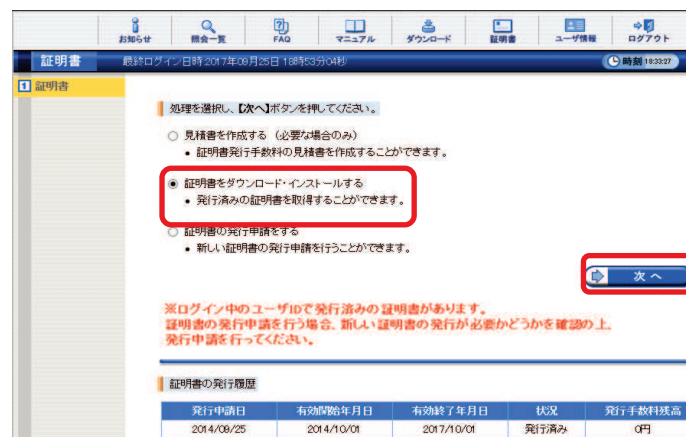 お知らせ 照会一覧 FAQ マニュアル ダウンロード 証明書 ユーザ情報 ログアウト
証明書 最終ログイン日時:2017年09月25日 18時53分04秒 時刻 18:33:27
1 証明書
処理を選択し、【次へ】ボタンを押してください。
見積書を作成する （必要な場合のみ）
• 証明書発行手数料の見積書を作成することができます。
証明書をダウンロード・インストールする
• 発行済みの証明書を取得することができます。
証明書の発行申請をする
• 新しい証明書の発行申請を行うことができます。
次 へ
※ログイン中のユーザIDで発行済みの証明書があります。
証明書の発行申請を行う場合、新しい証明書の発行が必要かどうかを確認の上、
発行申請を行ってください。
証明書の発行履歴
発行申請日 有効開始年月日 有効終了年月日 状況 発行手数料残高
2014/09/25 2014/10/01 2017/10/01 発行済み 0円